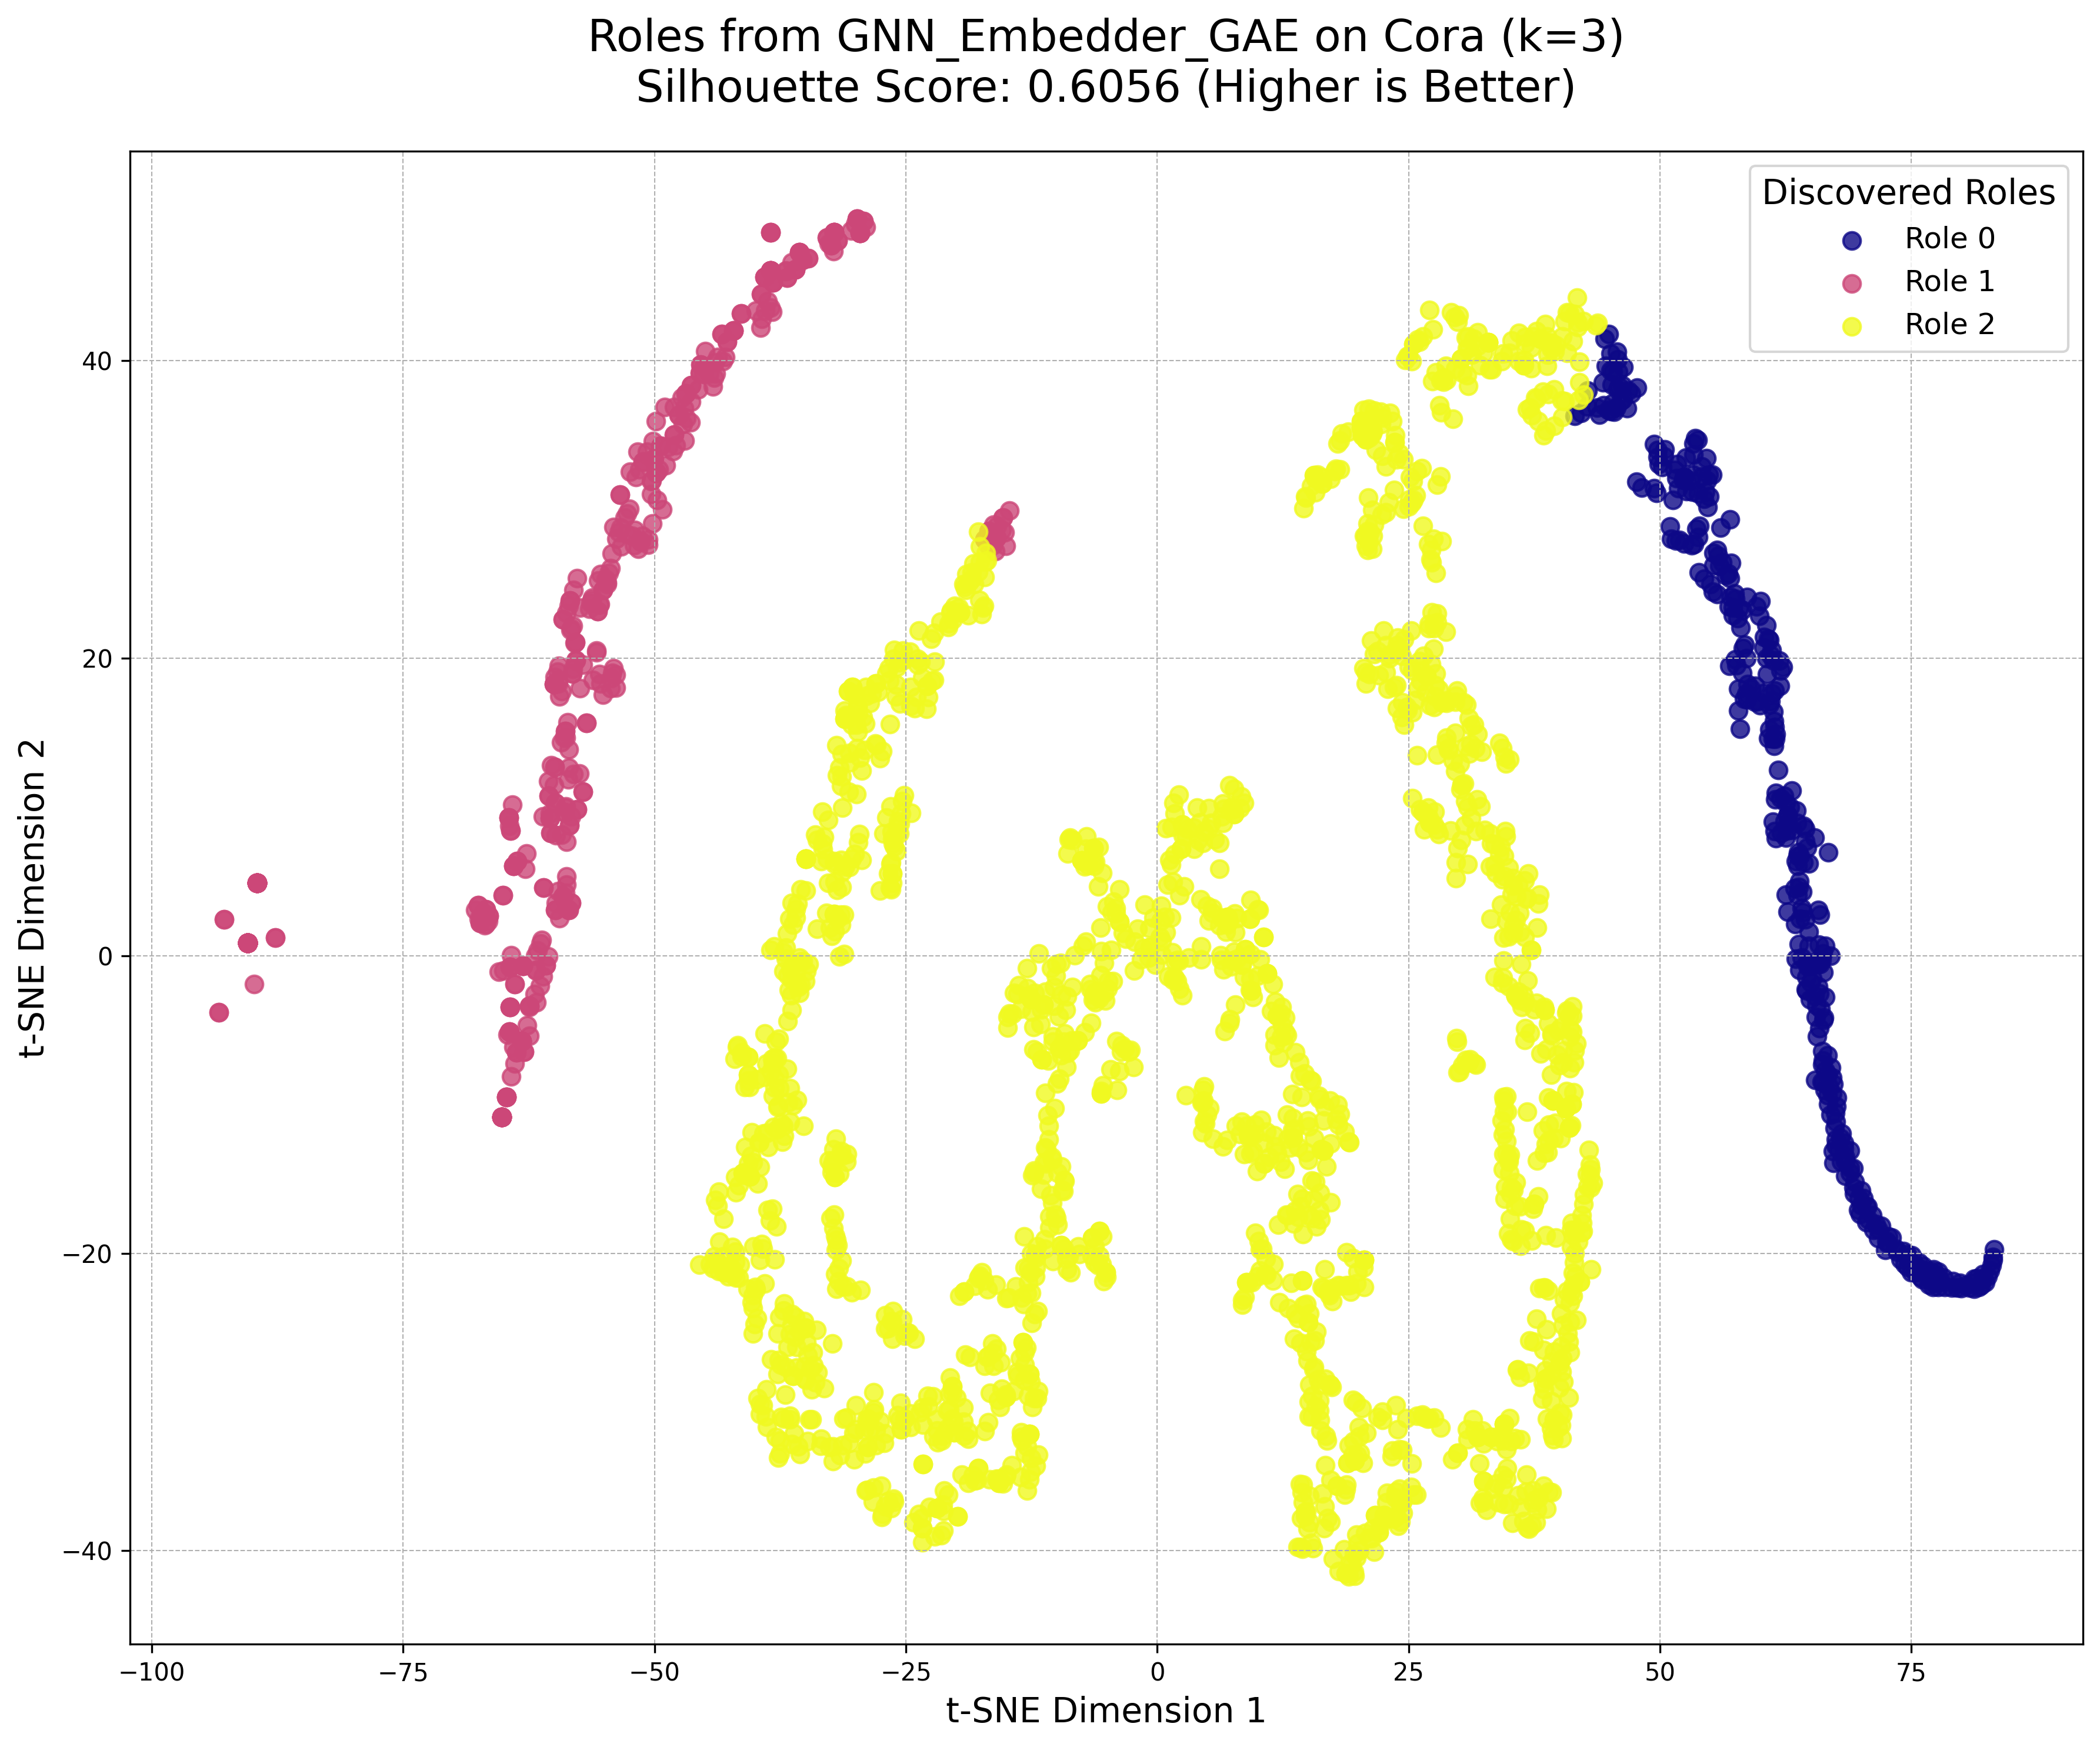 Roles from GNN_Embedder_GAE on Cora (k=3)
Silhouette Score: 0.6056 (Higher is Better)
Discovered Roles
Role 0
Role 1
Role 2
t-SNE Dimension 2
40
20
0
−20
−40
−100
−75
−50
−25
0
25
50
75
t-SNE Dimension 1